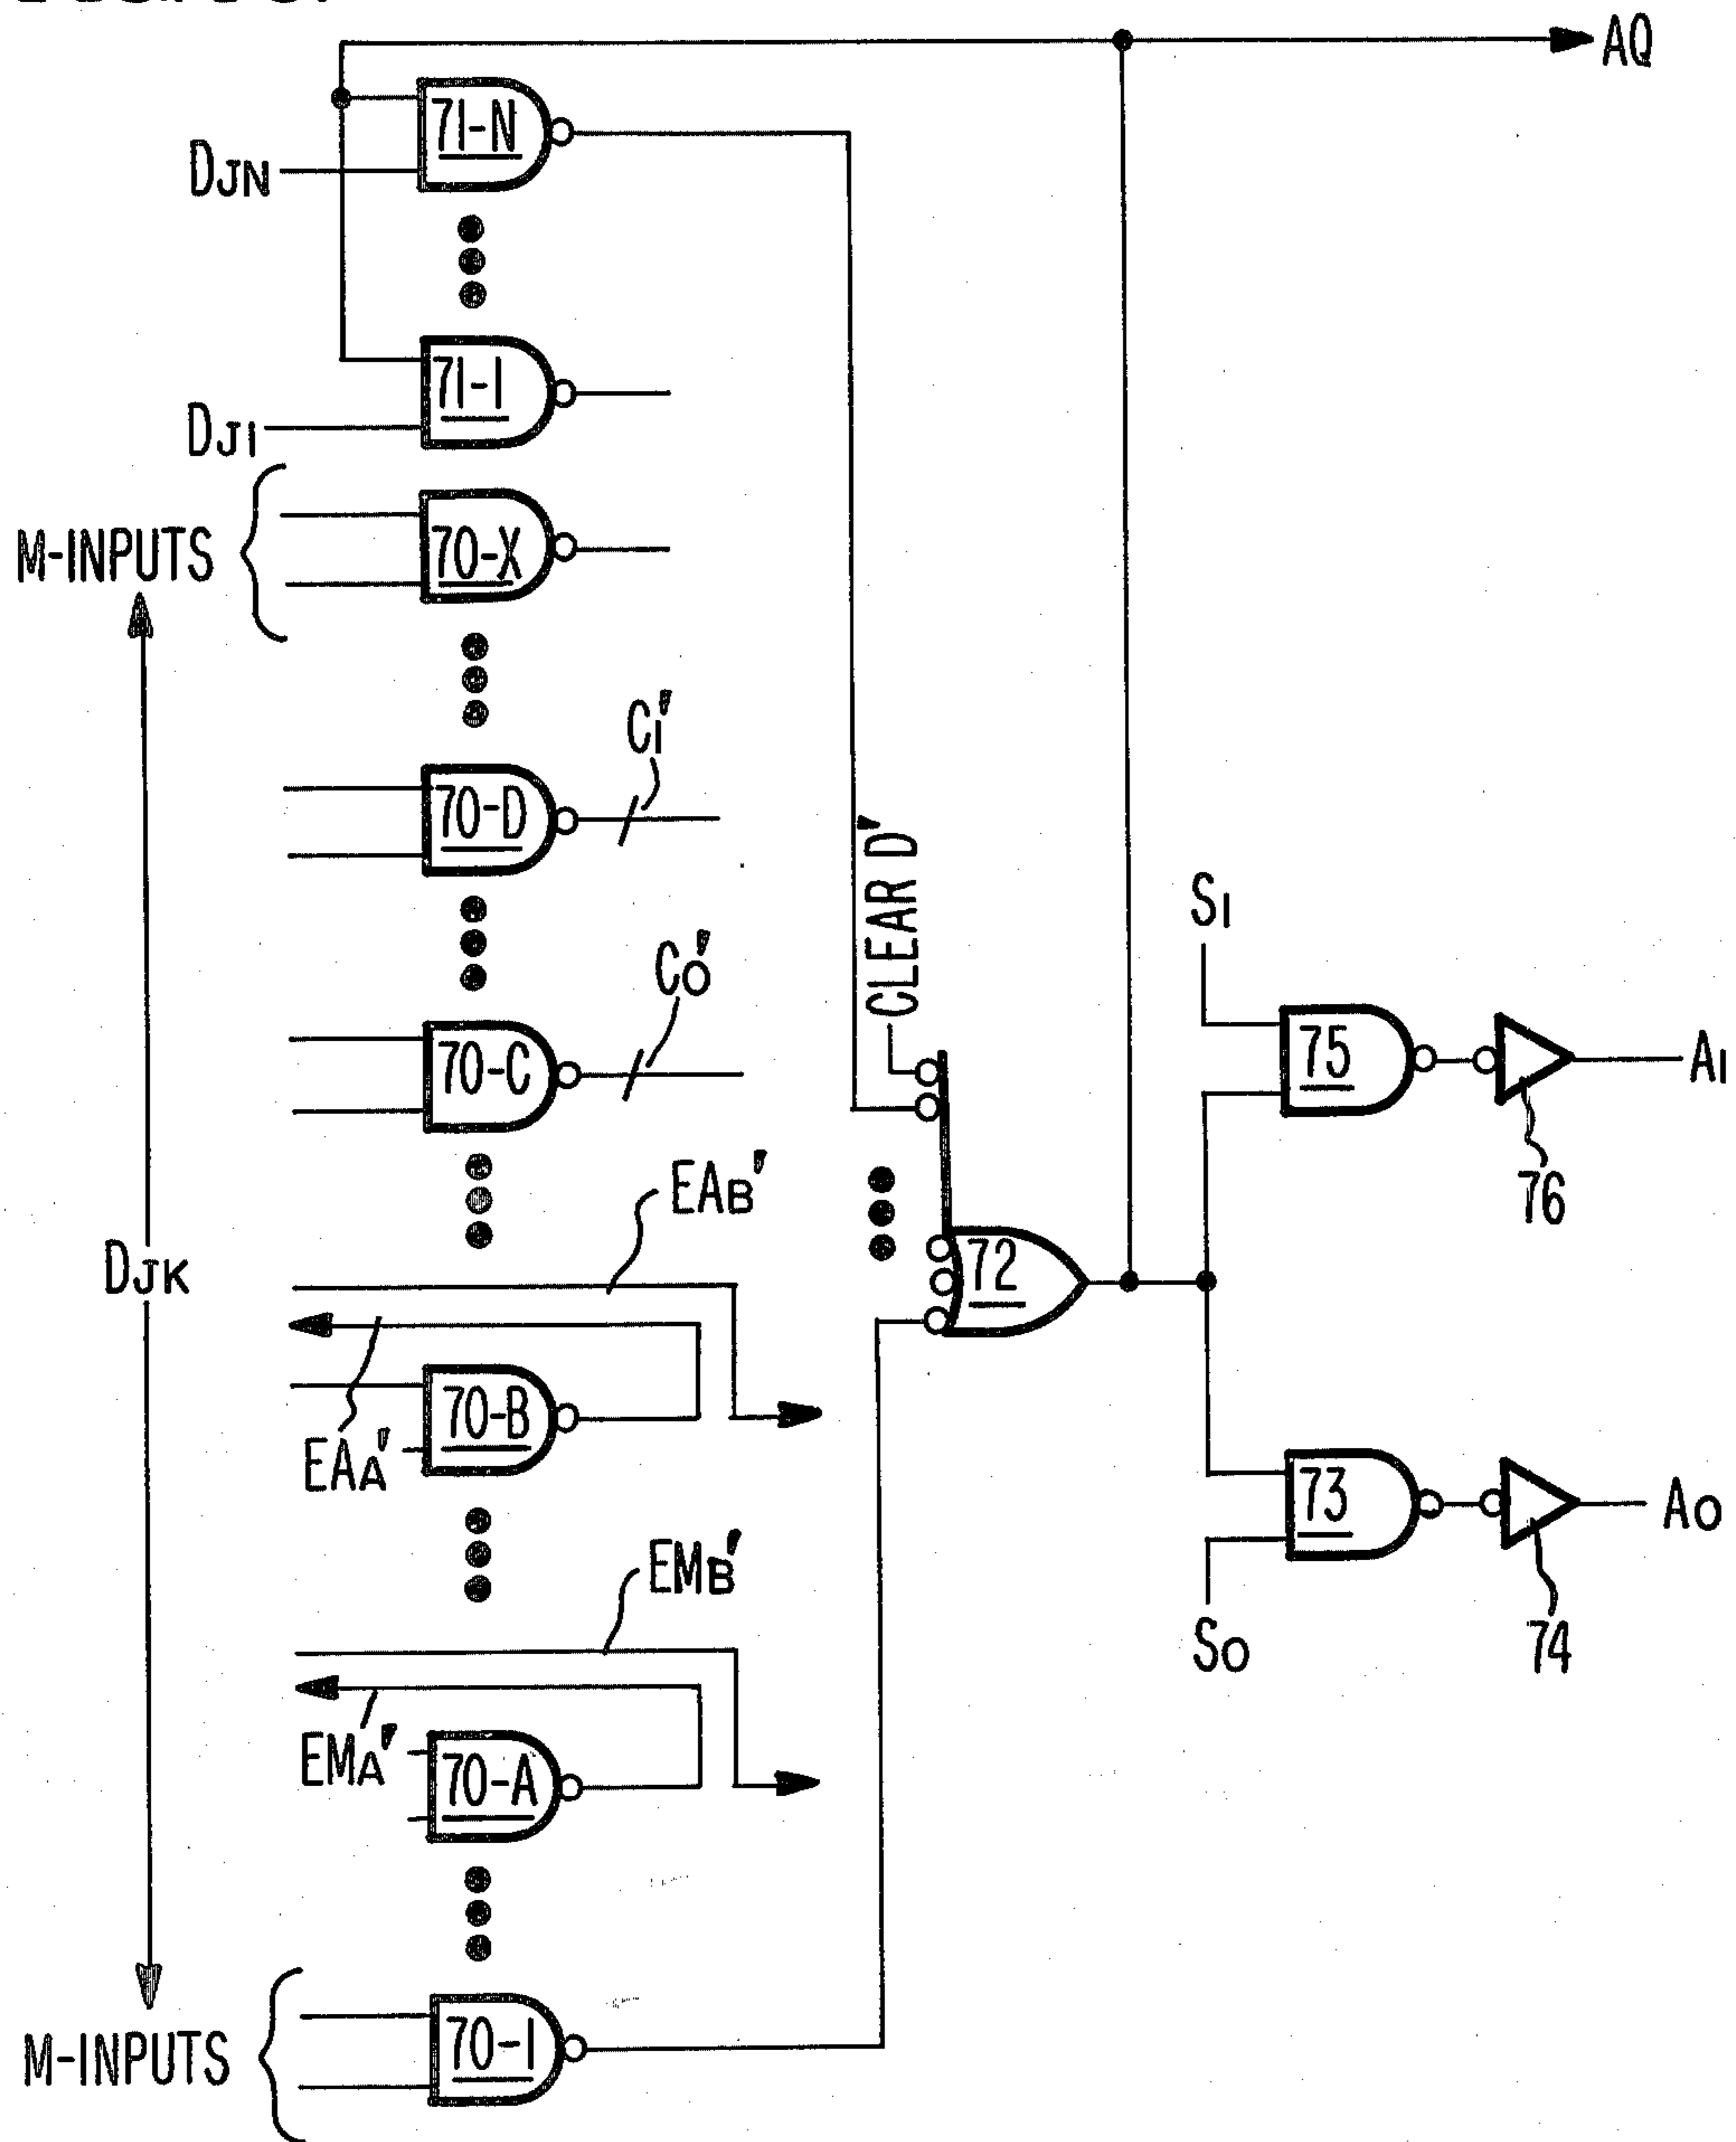 AQ
71-N
DJN
71-1
DJ1
M-INPUTS
70-X
C1'
70-D
CLEAR D'
S1
C0'
70-C
75
A1
76
EAB'
72
DJK
70-B
EAA'
73
A0
EMB'
S0
74
EMA'
70-A
M-INPUTS
70-1